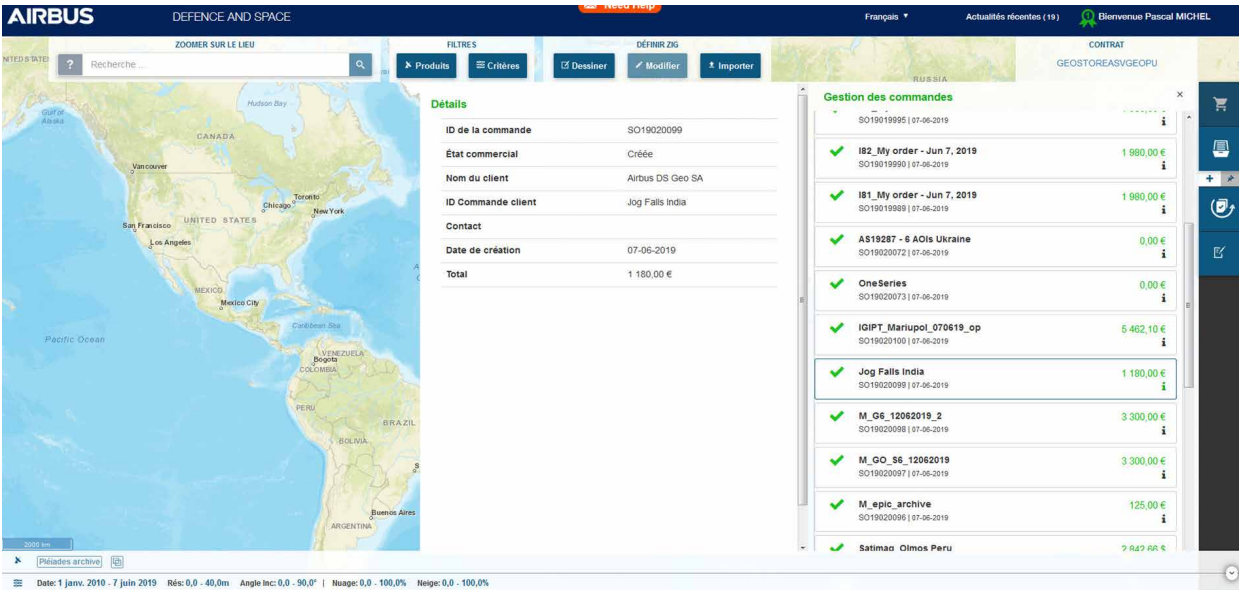 AIRBUS
DEFENCE AND SPACE
Need Help
Français
Actualités récentes (19)
Bienvenue Pascal MICHEL
ZOOMER SUR LE LIEU
?
Recherche ...
FILTRES
Produits
Critères
DÉFINIR ZIG
Dessiner
Modifier
Importer
CONTRAT
GEOSTOREASVGEOPU
RUSSIA
Hudson Bay
Gulf of
Alaska
CANADA
Vancouver
Toronto
Chicago
New York
San Francisco
UNITED STATES
Los Angeles
MEXICO
Mexico City
Caribbean Sea
Pacific Ocean
VENEZUELA
Bogota
COLOMBIA
PERU
BRAZIL
BOLIVIA
Buenos Aires
ARGENTINA
2000 km
Détails
ID de la commande SO19020099
État commercial Créée
Nom du client Airbus DS Geo SA
ID Commande client Jog Falls India
Contact
Date de création 07-06-2019
Total 1 180,00 €
Gestion des commandes
SO19019995 | 07-06-2019
I82_My order - Jun 7, 2019 1 980,00 €
SO19019990 | 07-06-2019
I81_My order - Jun 7, 2019 1 980,00 €
SO19019989 | 07-06-2019
AS19287 - 6 AOIs Ukraine 0,00 €
SO19020072 | 07-06-2019
OneSeries 0,00 €
SO19020073 | 07-06-2019
IGIPT_Mariupol_070619_op 5 462,10 €
SO19020100 | 07-06-2019
Jog Falls India 1 180,00 €
SO19020099 | 07-06-2019
M_G6_12062019_2 3 300,00 €
SO19020098 | 07-06-2019
M_GO_S6_12062019 3 300,00 €
SO19020097 | 07-06-2019
M_epic_archive 125,00 €
SO19020096 | 07-06-2019
Satimag_Olmos Peru 2 842,66 $
Pléiades archive
Date: 1 janv. 2010 - 7 juin 2019 Rés: 0,0 - 40,0m Angle Inc: 0,0 - 90,0° | Nuage: 0,0 - 100,0% Neige: 0,0 - 100,0%